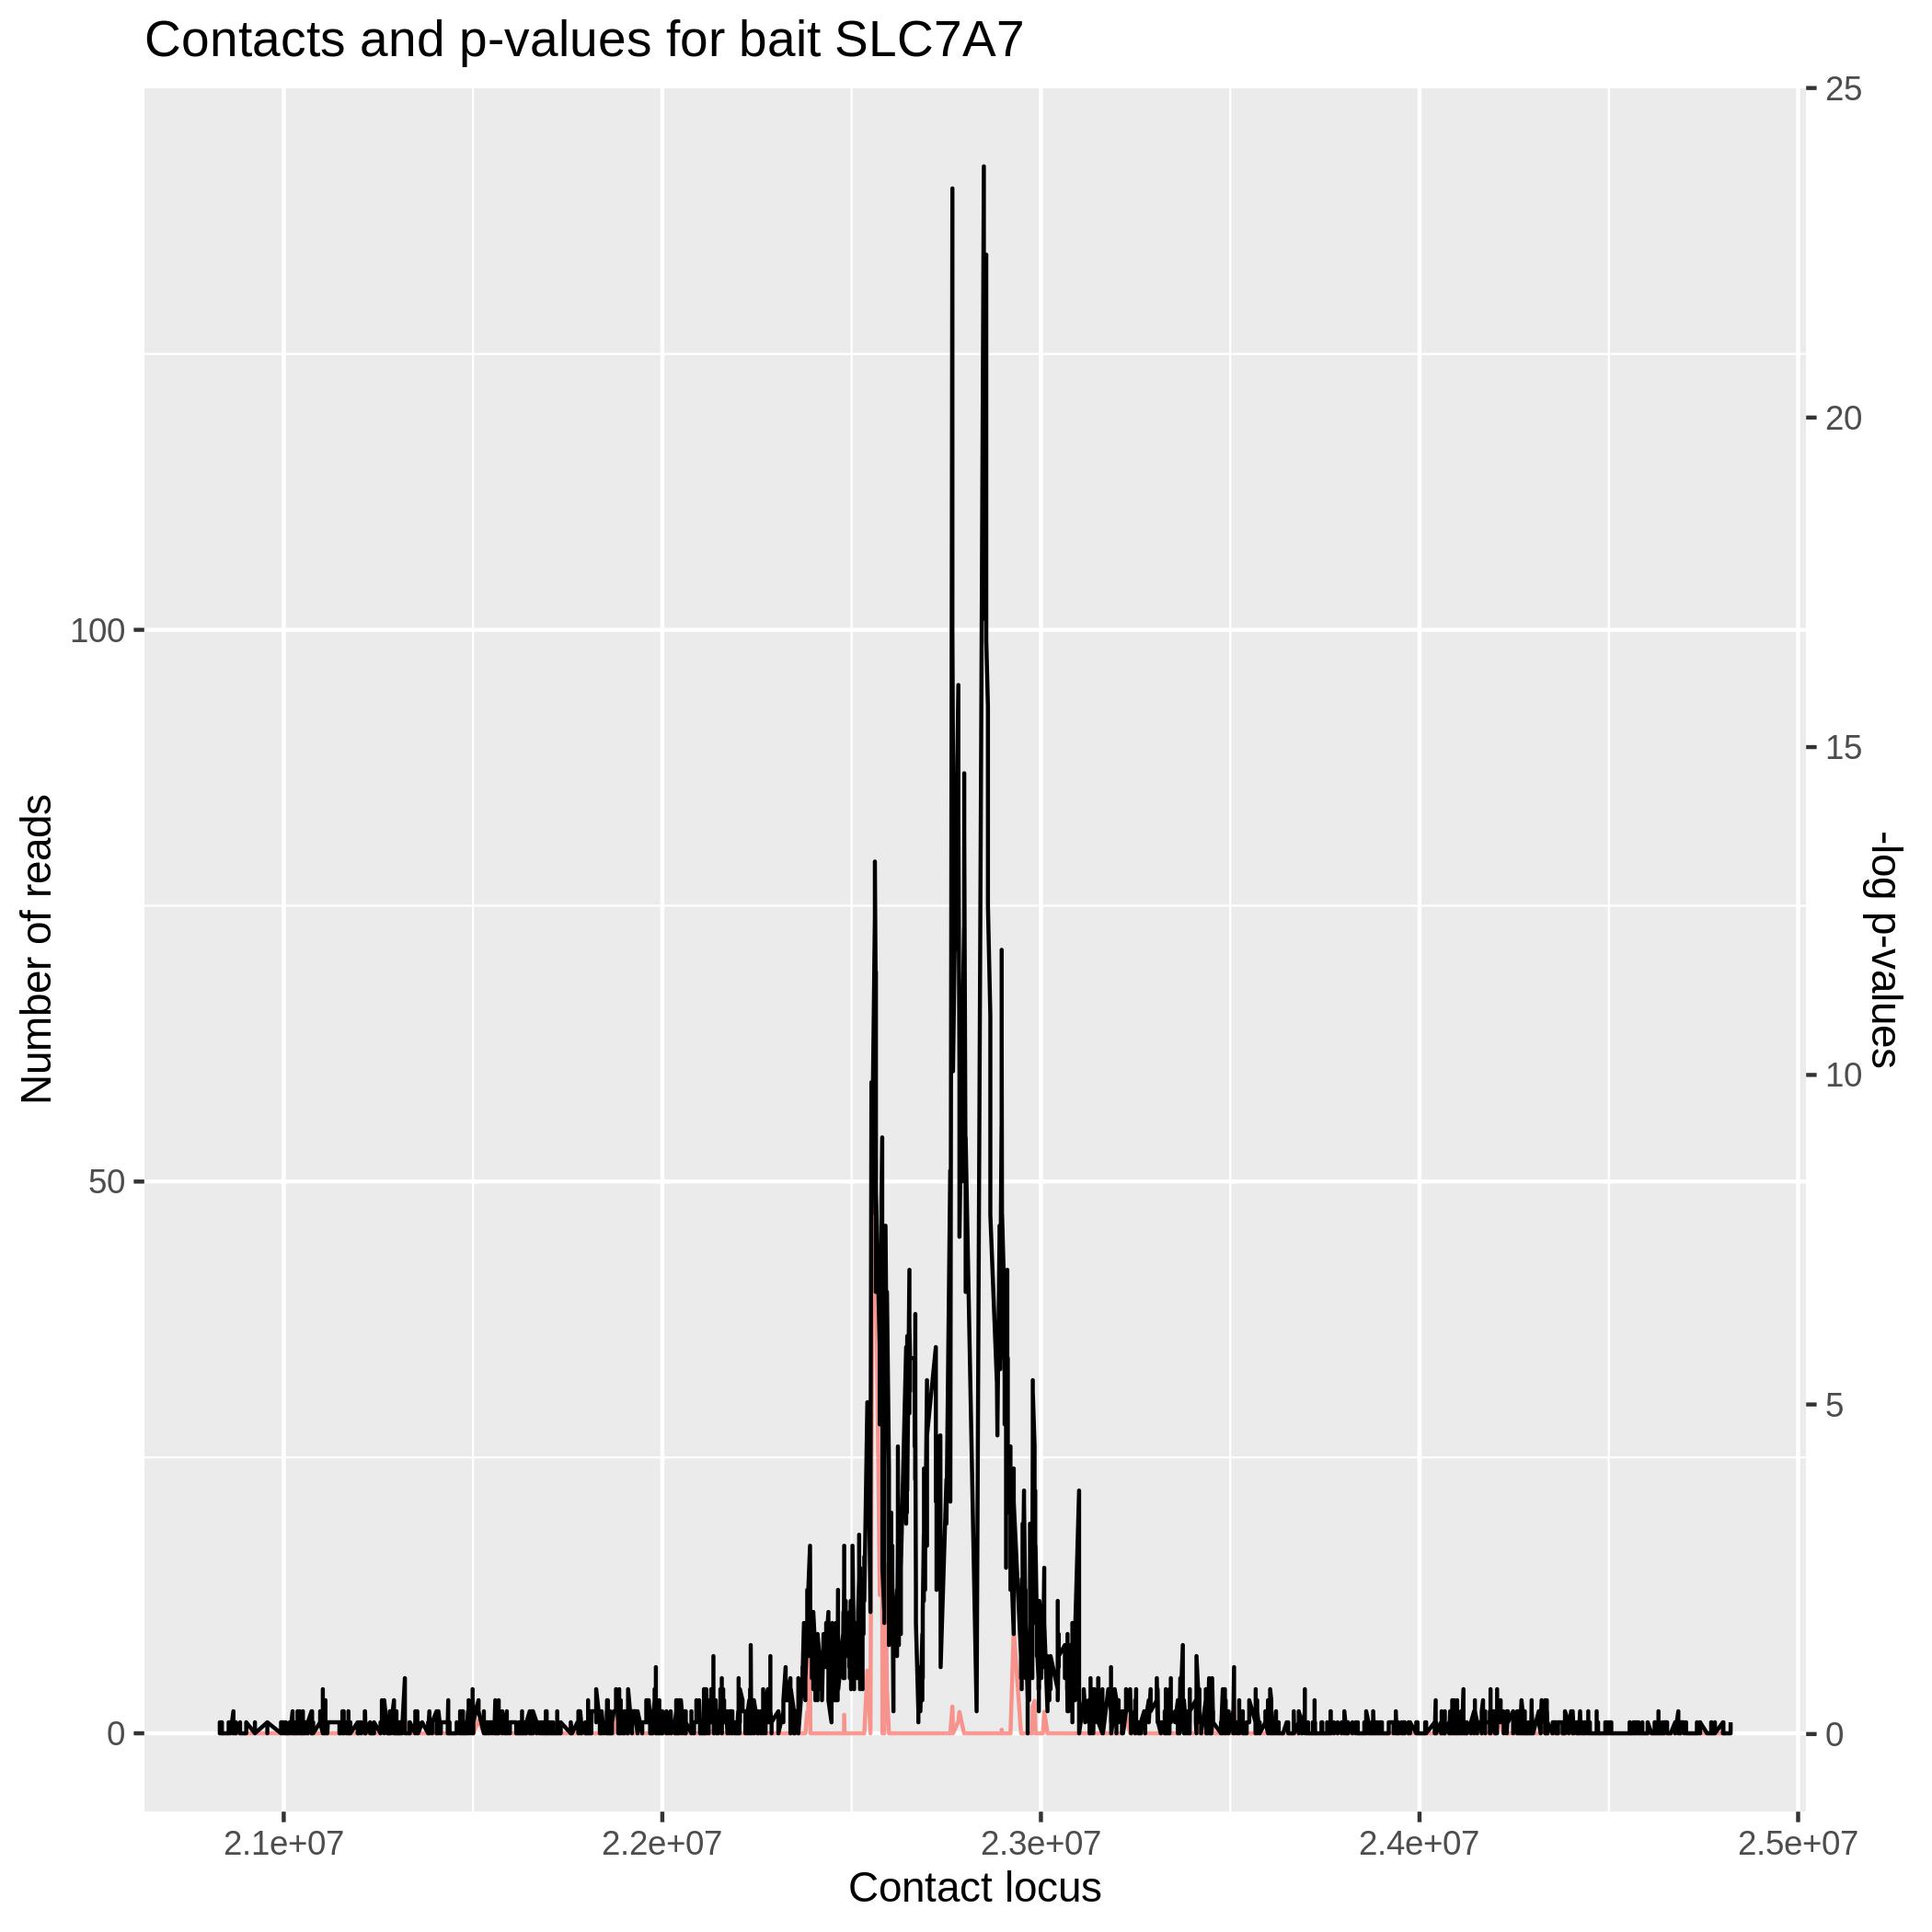 Contacts and p-values for bait SLC7A7
Number of reads
100
50
0
25
20
15
10
5
0
-log p-values
2.1e+07
2.2e+07
2.3e+07
2.4e+07
2.5e+07
Contact locus